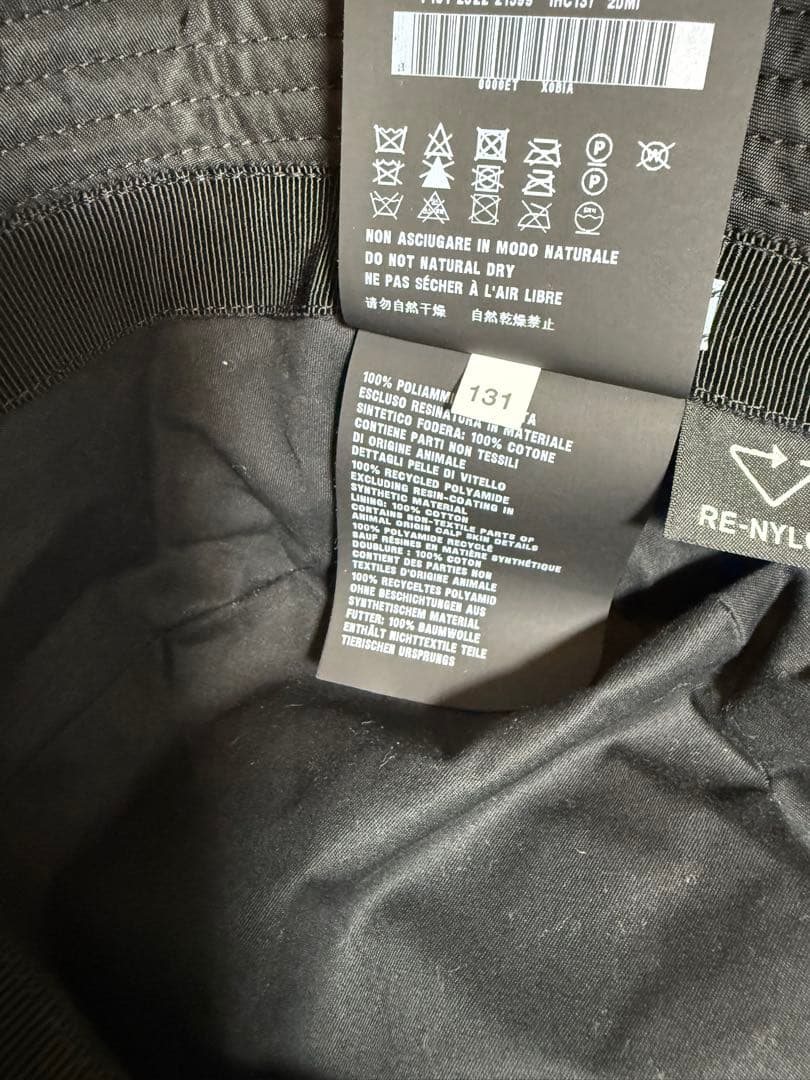 1HC137 2DMI
0000ET X0BIA
NON ASCIUGARE IN MODO NATURALE
DO NOT NATURAL DRY
NE PAS SÉCHER À L'AIR LIBRE
请勿自然干燥 自然乾燥禁止
131
100% POLIAMM
ESCLUSO RESINATURA IN MATERIALE
SINTETICO FODERA: 100% COTONE
CONTIENE PARTI NON TESSILI
DI ORIGINE ANIMALE
DETTAGLI PELLE DI VITELLO
100% RECYCLED POLYAMIDE
EXCLUDING RESIN-COATING IN
SYNTHETIC MATERIAL
LINING: 100% COTTON
CONTAINS NON-TEXTILE PARTS OF
ANIMAL ORIGIN CALF SKIN DETAILS
100% POLYAMIDE RECYCLÉ
SAUF RÉSINES EN MATIÈRE SYNTHÉTIQUE
DOUBLURE : 100% COTON
CONTIENT DES PARTIES NON
TEXTILES D'ORIGINE ANIMALE
100% RECYCELTES POLYAMID
OHNE BESCHICHTUNGEN AUS
SYNTHETISCHEM MATERIAL
FUTTER: 100% BAUMWOLLE
ENTHÄLT NICHTTEXTILE TEILE
TIERISCHEN URSPRUNGS
RE-NYLO